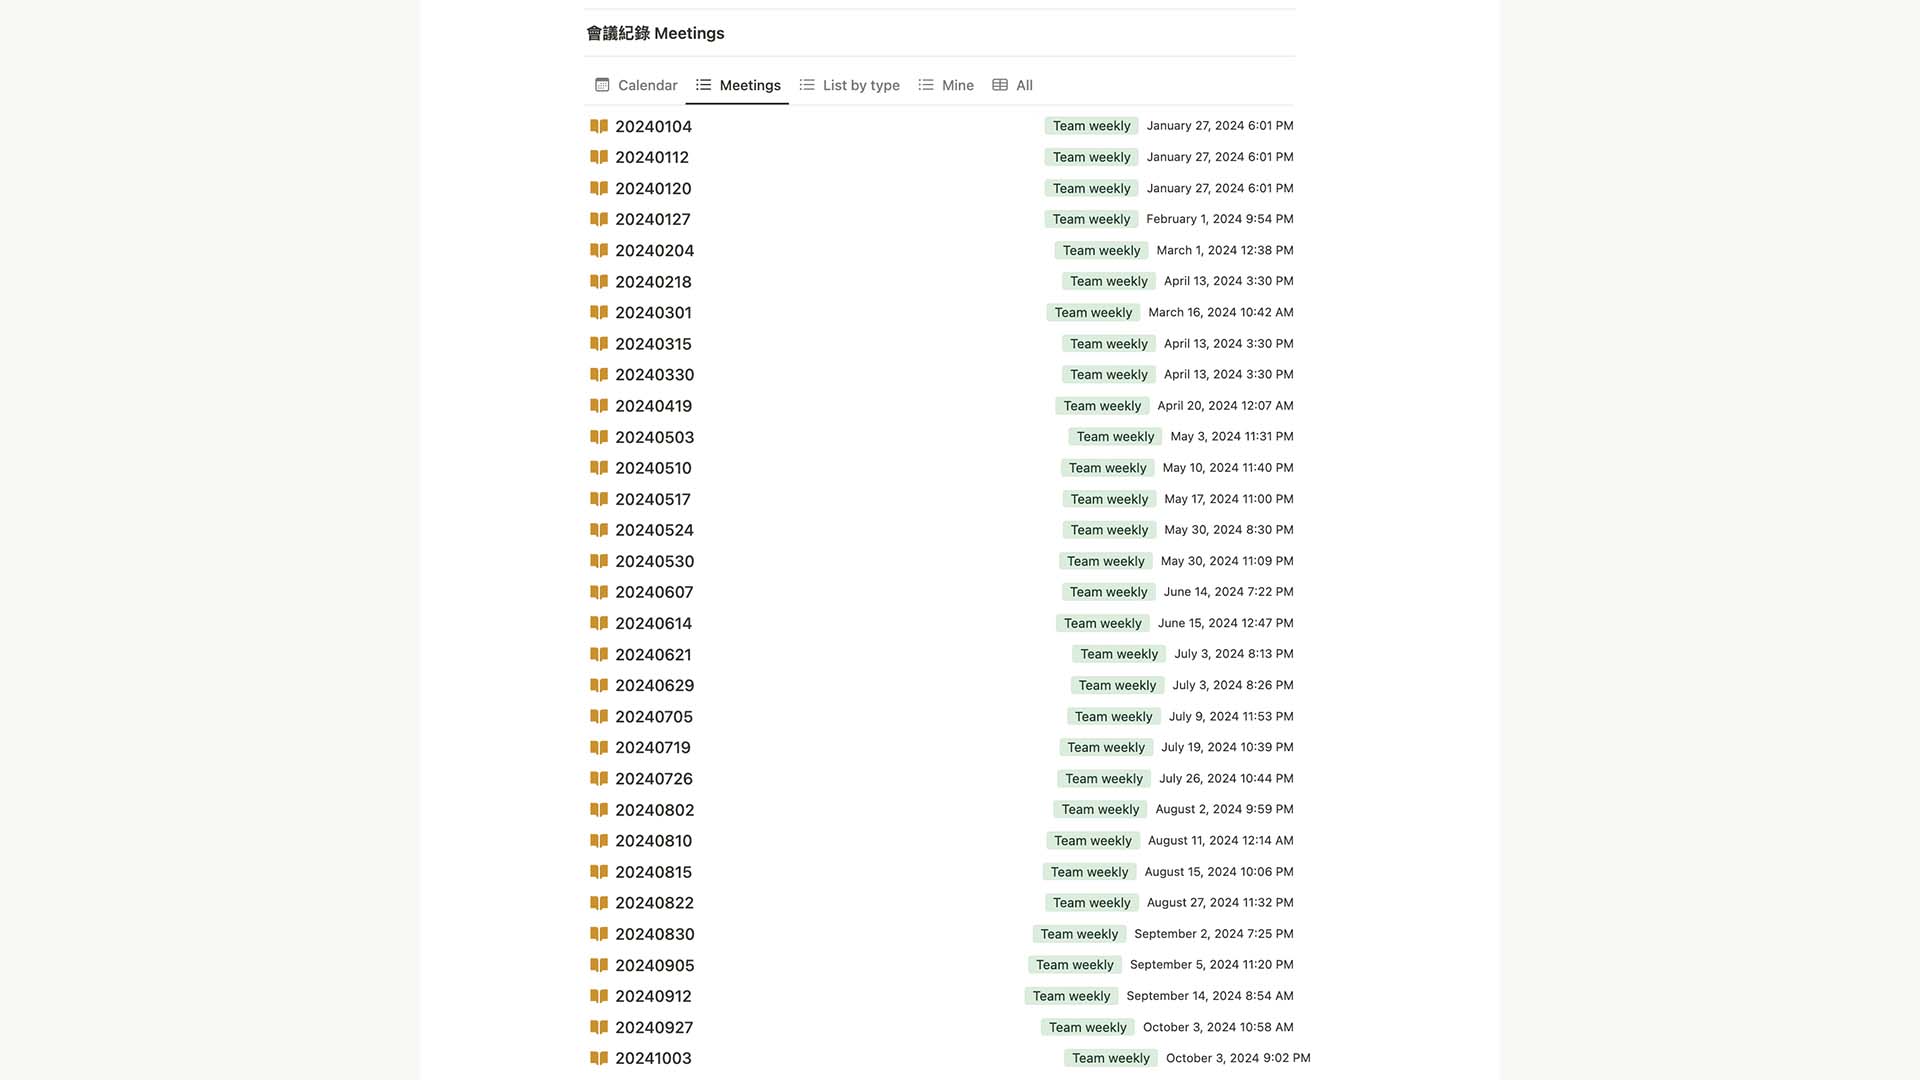 會議紀錄 Meetings
Calendar Meetings List by type Mine All
20240104 Team weekly January 27, 2024 6:01 PM
20240112 Team weekly January 27, 2024 6:01 PM
20240120 Team weekly January 27, 2024 6:01 PM
20240127 Team weekly February 1, 2024 9:54 PM
20240204 Team weekly March 1, 2024 12:38 PM
20240218 Team weekly April 13, 2024 3:30 PM
20240301 Team weekly March 16, 2024 10:42 AM
20240315 Team weekly April 13, 2024 3:30 PM
20240330 Team weekly April 13, 2024 3:30 PM
20240419 Team weekly April 20, 2024 12:07 AM
20240503 Team weekly May 3, 2024 11:31 PM
20240510 Team weekly May 10, 2024 11:40 PM
20240517 Team weekly May 17, 2024 11:00 PM
20240524 Team weekly May 30, 2024 8:30 PM
20240530 Team weekly May 30, 2024 11:09 PM
20240607 Team weekly June 14, 2024 7:22 PM
20240614 Team weekly June 15, 2024 12:47 PM
20240621 Team weekly July 3, 2024 8:13 PM
20240629 Team weekly July 3, 2024 8:26 PM
20240705 Team weekly July 9, 2024 11:53 PM
20240719 Team weekly July 19, 2024 10:39 PM
20240726 Team weekly July 26, 2024 10:44 PM
20240802 Team weekly August 2, 2024 9:59 PM
20240810 Team weekly August 11, 2024 12:14 AM
20240815 Team weekly August 15, 2024 10:06 PM
20240822 Team weekly August 27, 2024 11:32 PM
20240830 Team weekly September 2, 2024 7:25 PM
20240905 Team weekly September 5, 2024 11:20 PM
20240912 Team weekly September 14, 2024 8:54 AM
20240927 Team weekly October 3, 2024 10:58 AM
20241003 Team weekly October 3, 2024 9:02 PM